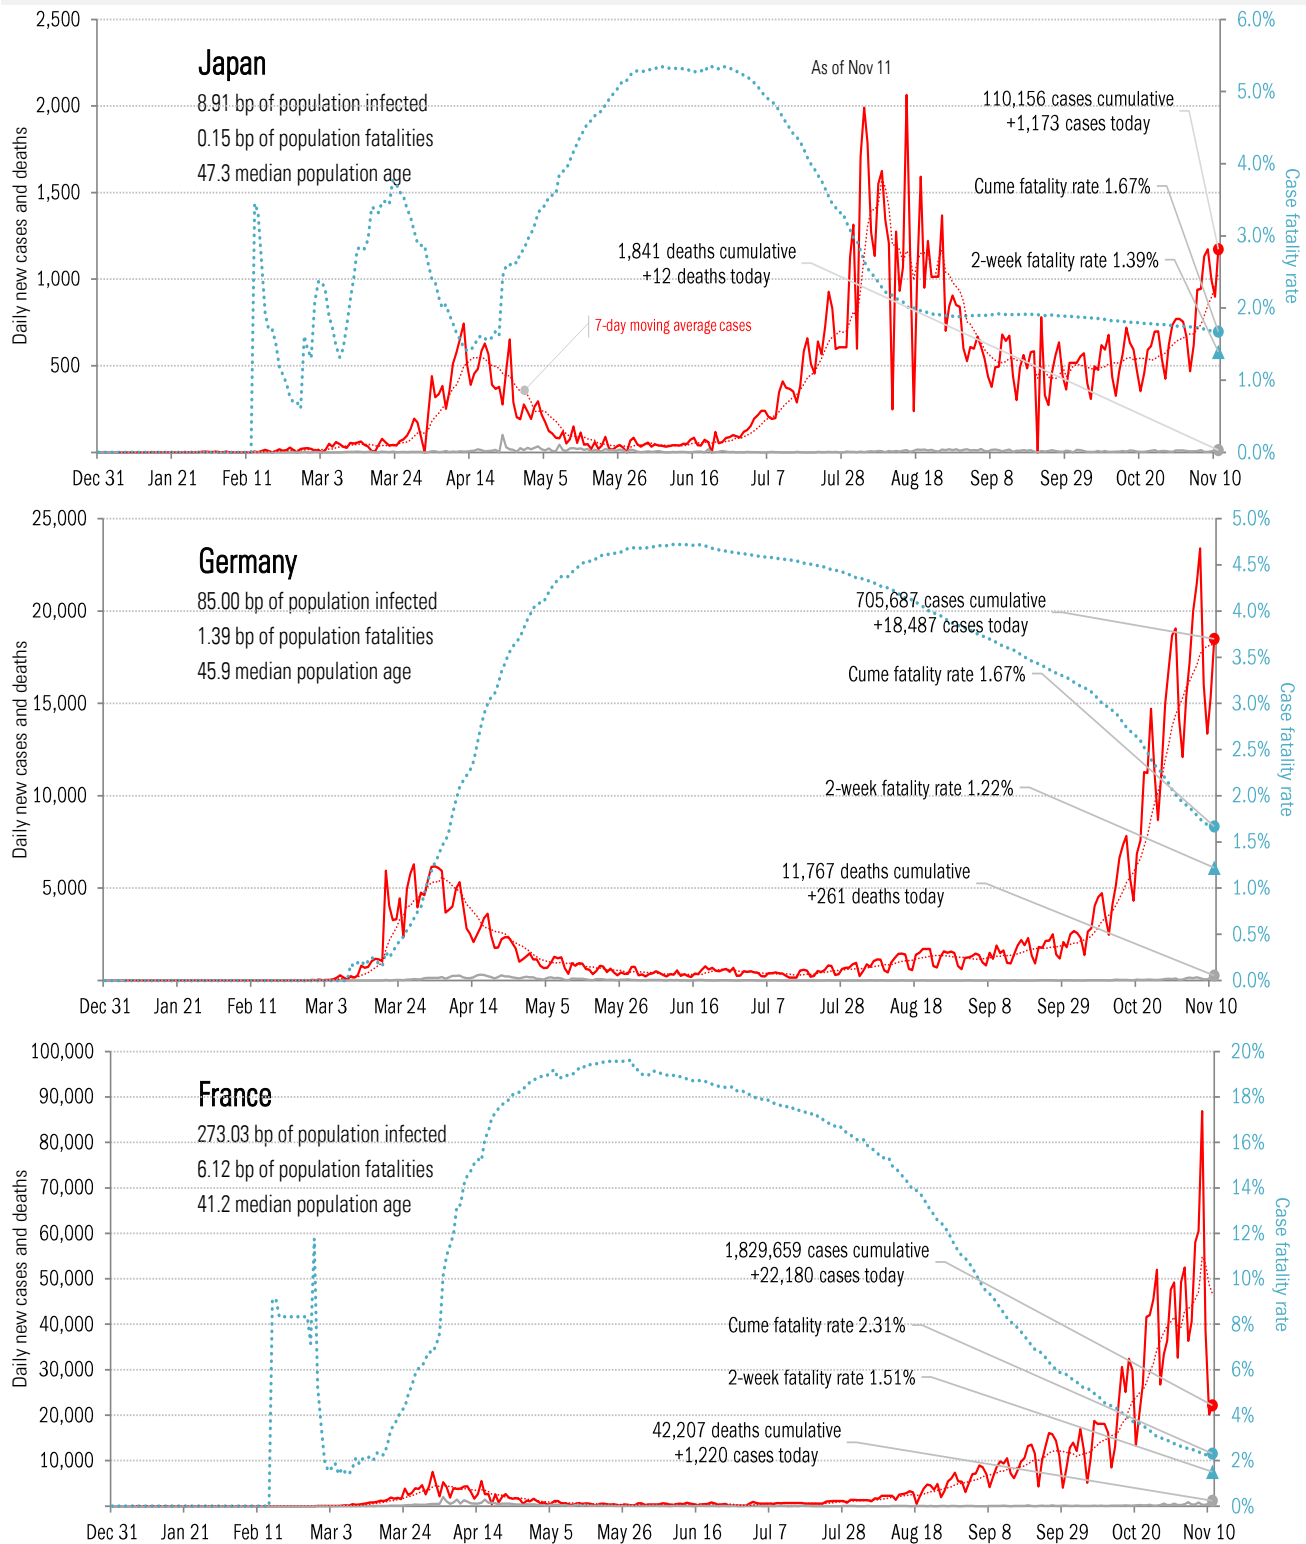 2,500
6.0%
Japan
As of Nov 11
8.91 bp of population infected
0.15 bp of population fatalities
47.3 median population age
110,156 cases cumulative
+1,173 cases today
Cume fatality rate 1.67%
2-week fatality rate 1.39%
1,841 deaths cumulative
+12 deaths today
7-day moving average cases
2,000
1,500
1,000
500
5.0%
4.0%
3.0%
2.0%
1.0%
0.0%
Daily new cases and deaths
Case fatality rate
Dec 31 Jan 21 Feb 11 Mar 3 Mar 24 Apr 14 May 5 May 26 Jun 16 Jul 7 Jul 28 Aug 18 Sep 8 Sep 29 Oct 20 Nov 10
25,000
20,000
15,000
10,000
5,000
5.0%
4.5%
4.0%
3.5%
3.0%
2.5%
2.0%
1.5%
1.0%
0.5%
0.0%
Germany
85.00 bp of population infected
1.39 bp of population fatalities
45.9 median population age
705,687 cases cumulative
+18,487 cases today
Cume fatality rate 1.67%
2-week fatality rate 1.22%
11,767 deaths cumulative
+261 deaths today
Daily new cases and deaths
Case fatality rate
Dec 31 Jan 21 Feb 11 Mar 3 Mar 24 Apr 14 May 5 May 26 Jun 16 Jul 7 Jul 28 Aug 18 Sep 8 Sep 29 Oct 20 Nov 10
100,000
90,000
80,000
70,000
60,000
50,000
40,000
30,000
20,000
10,000
20%
18%
16%
14%
12%
10%
8%
6%
4%
2%
0%
France
273.03 bp of population infected
6.12 bp of population fatalities
41.2 median population age
1,829,659 cases cumulative
+22,180 cases today
Cume fatality rate 2.31%
2-week fatality rate 1.51%
42,207 deaths cumulative
+1,220 cases today
Daily new cases and deaths
Case fatality rate
Dec 31 Jan 21 Feb 11 Mar 3 Mar 24 Apr 14 May 5 May 26 Jun 16 Jul 7 Jul 28 Aug 18 Sep 8 Sep 29 Oct 20 Nov 10